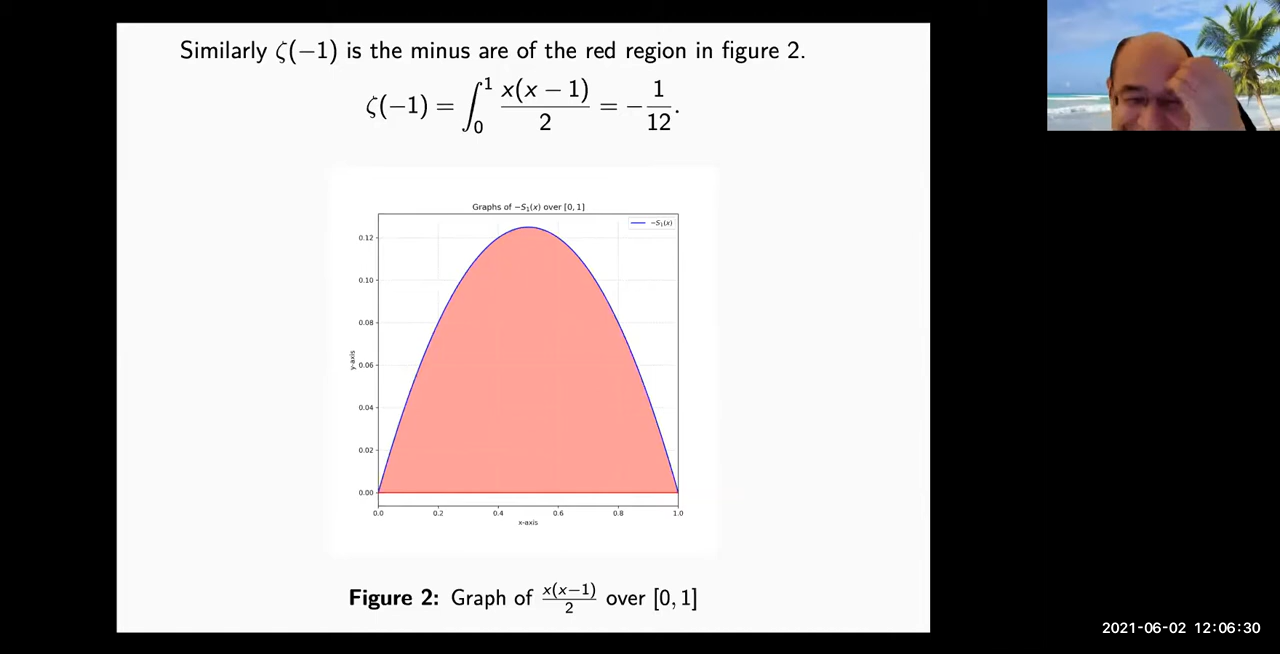 Similarly ζ(−1) is the minus are of the red region in figure 2.
ζ(−1) = ∫₀¹ x(x − 1)/2 = −1/12.
Graphs of −S₁(x) over [0, 1]
−S₁(x)
0.12
0.10
0.08
0.06
0.04
0.02
0.00
y-axis
0.0 0.2 0.4 0.6 0.8 1.0
x-axis
Figure 2: Graph of x(x−1)/2 over [0, 1]
2021-06-02 12:06:30